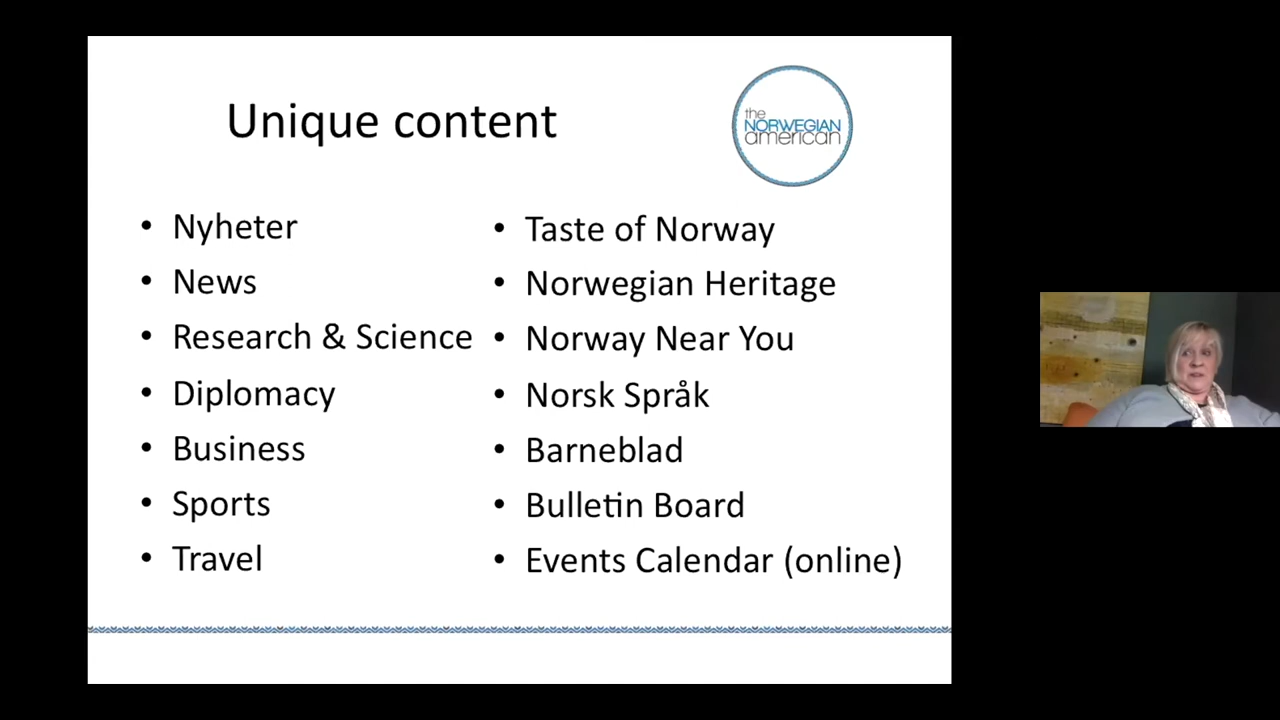 Unique content
the
NORWEGIAN
american
• Nyheter
• News
• Research & Science
• Diplomacy
• Business
• Sports
• Travel
• Taste of Norway
• Norwegian Heritage
• Norway Near You
• Norsk Språk
• Barneblad
• Bulletin Board
• Events Calendar (online)